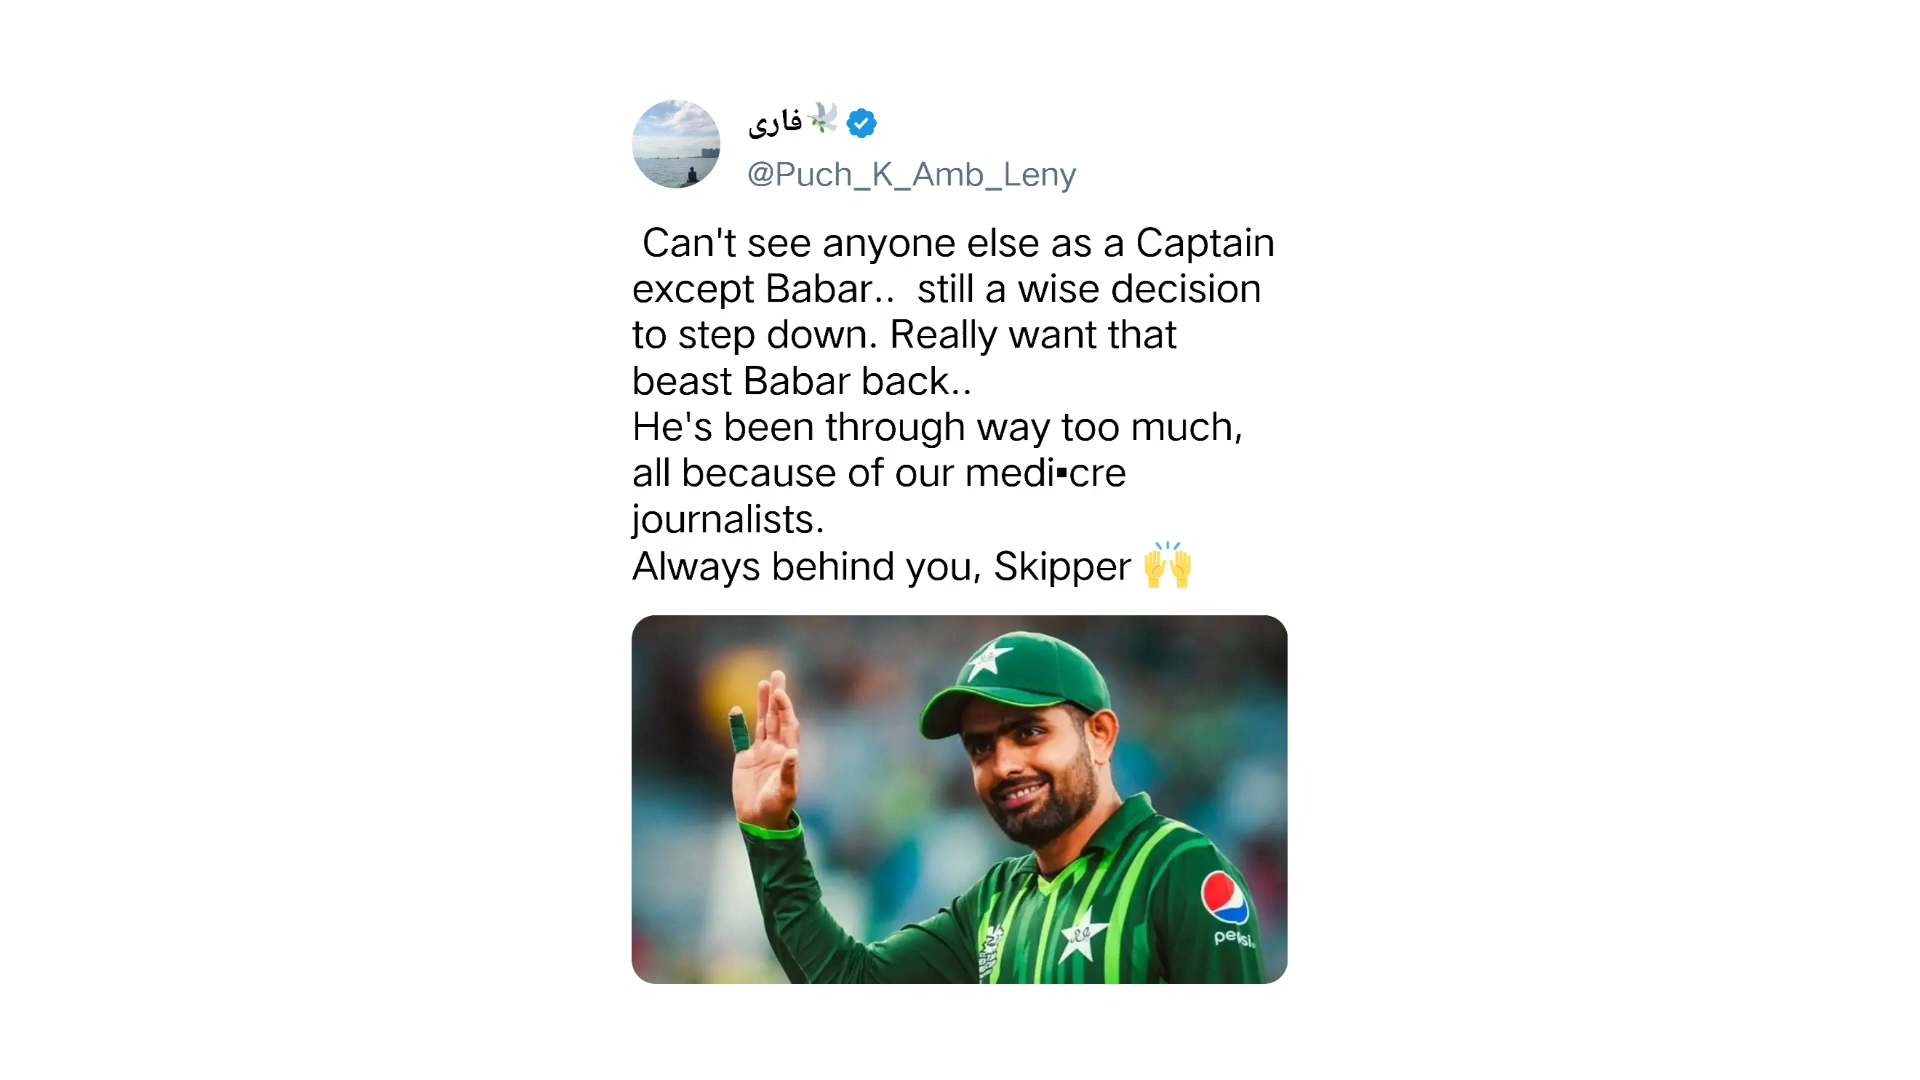 فاری🕊️
@Puch_K_Amb_Leny
Can't see anyone else as a Captain
except Babar..  still a wise decision
to step down. Really want that
beast Babar back..
He's been through way too much,
all because of our medi▪cre
journalists.
Always behind you, Skipper 🙌
pepsi